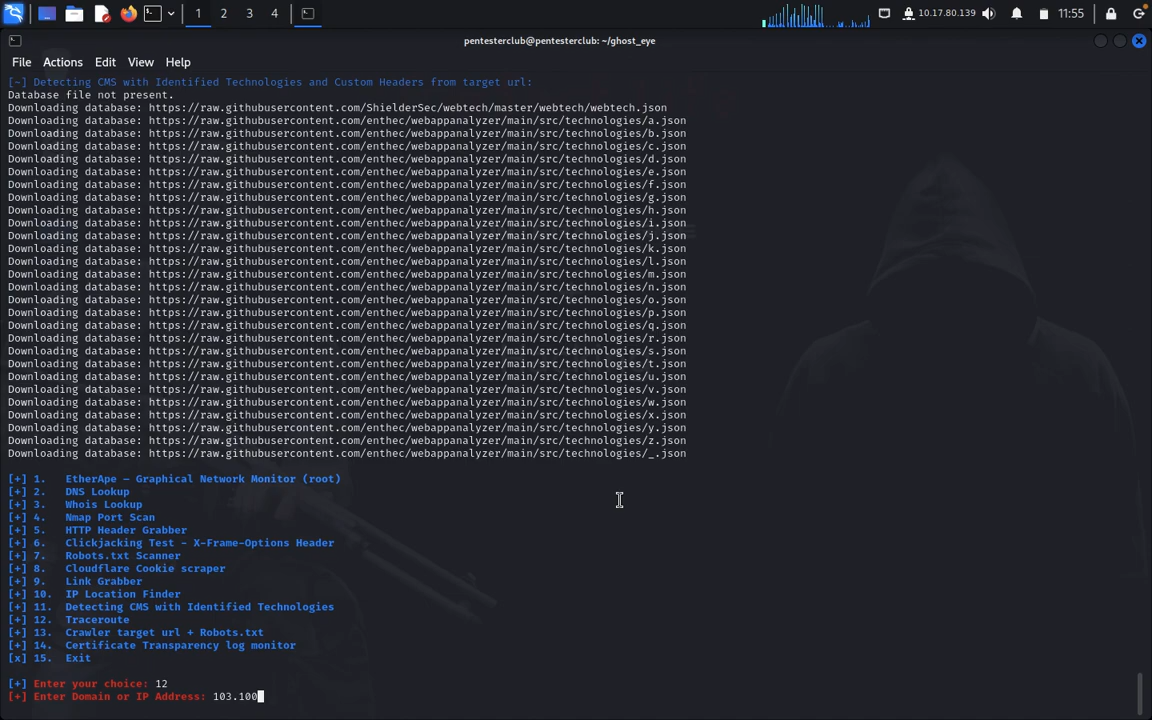 1 2 3 4
10.17.80.139
11:55
pentesterclub@pentesterclub: ~/ghost_eye
File Actions Edit View Help
[~] Detecting CMS with Identified Technologies and Custom Headers from target url:
Database file not present.
Downloading database: https://raw.githubusercontent.com/ShielderSec/webtech/master/webtech/webtech.json
Downloading database: https://raw.githubusercontent.com/enthec/webappanalyzer/main/src/technologies/a.json
Downloading database: https://raw.githubusercontent.com/enthec/webappanalyzer/main/src/technologies/b.json
Downloading database: https://raw.githubusercontent.com/enthec/webappanalyzer/main/src/technologies/c.json
Downloading database: https://raw.githubusercontent.com/enthec/webappanalyzer/main/src/technologies/d.json
Downloading database: https://raw.githubusercontent.com/enthec/webappanalyzer/main/src/technologies/e.json
Downloading database: https://raw.githubusercontent.com/enthec/webappanalyzer/main/src/technologies/f.json
Downloading database: https://raw.githubusercontent.com/enthec/webappanalyzer/main/src/technologies/g.json
Downloading database: https://raw.githubusercontent.com/enthec/webappanalyzer/main/src/technologies/h.json
Downloading database: https://raw.githubusercontent.com/enthec/webappanalyzer/main/src/technologies/i.json
Downloading database: https://raw.githubusercontent.com/enthec/webappanalyzer/main/src/technologies/j.json
Downloading database: https://raw.githubusercontent.com/enthec/webappanalyzer/main/src/technologies/k.json
Downloading database: https://raw.githubusercontent.com/enthec/webappanalyzer/main/src/technologies/l.json
Downloading database: https://raw.githubusercontent.com/enthec/webappanalyzer/main/src/technologies/m.json
Downloading database: https://raw.githubusercontent.com/enthec/webappanalyzer/main/src/technologies/n.json
Downloading database: https://raw.githubusercontent.com/enthec/webappanalyzer/main/src/technologies/o.json
Downloading database: https://raw.githubusercontent.com/enthec/webappanalyzer/main/src/technologies/p.json
Downloading database: https://raw.githubusercontent.com/enthec/webappanalyzer/main/src/technologies/q.json
Downloading database: https://raw.githubusercontent.com/enthec/webappanalyzer/main/src/technologies/r.json
Downloading database: https://raw.githubusercontent.com/enthec/webappanalyzer/main/src/technologies/s.json
Downloading database: https://raw.githubusercontent.com/enthec/webappanalyzer/main/src/technologies/t.json
Downloading database: https://raw.githubusercontent.com/enthec/webappanalyzer/main/src/technologies/u.json
Downloading database: https://raw.githubusercontent.com/enthec/webappanalyzer/main/src/technologies/v.json
Downloading database: https://raw.githubusercontent.com/enthec/webappanalyzer/main/src/technologies/w.json
Downloading database: https://raw.githubusercontent.com/enthec/webappanalyzer/main/src/technologies/x.json
Downloading database: https://raw.githubusercontent.com/enthec/webappanalyzer/main/src/technologies/y.json
Downloading database: https://raw.githubusercontent.com/enthec/webappanalyzer/main/src/technologies/z.json
Downloading database: https://raw.githubusercontent.com/enthec/webappanalyzer/main/src/technologies/_.json
[+] 1. EtherApe – Graphical Network Monitor (root)
[+] 2. DNS Lookup
[+] 3. Whois Lookup
[+] 4. Nmap Port Scan
[+] 5. HTTP Header Grabber
[+] 6. Clickjacking Test - X-Frame-Options Header
[+] 7. Robots.txt Scanner
[+] 8. Cloudflare Cookie scraper
[+] 9. Link Grabber
[+] 10. IP Location Finder
[+] 11. Detecting CMS with Identified Technologies
[+] 12. Traceroute
[+] 13. Crawler target url + Robots.txt
[+] 14. Certificate Transparency log monitor
[x] 15. Exit
[+] Enter your choice: 12
[+] Enter Domain or IP Address: 103.100